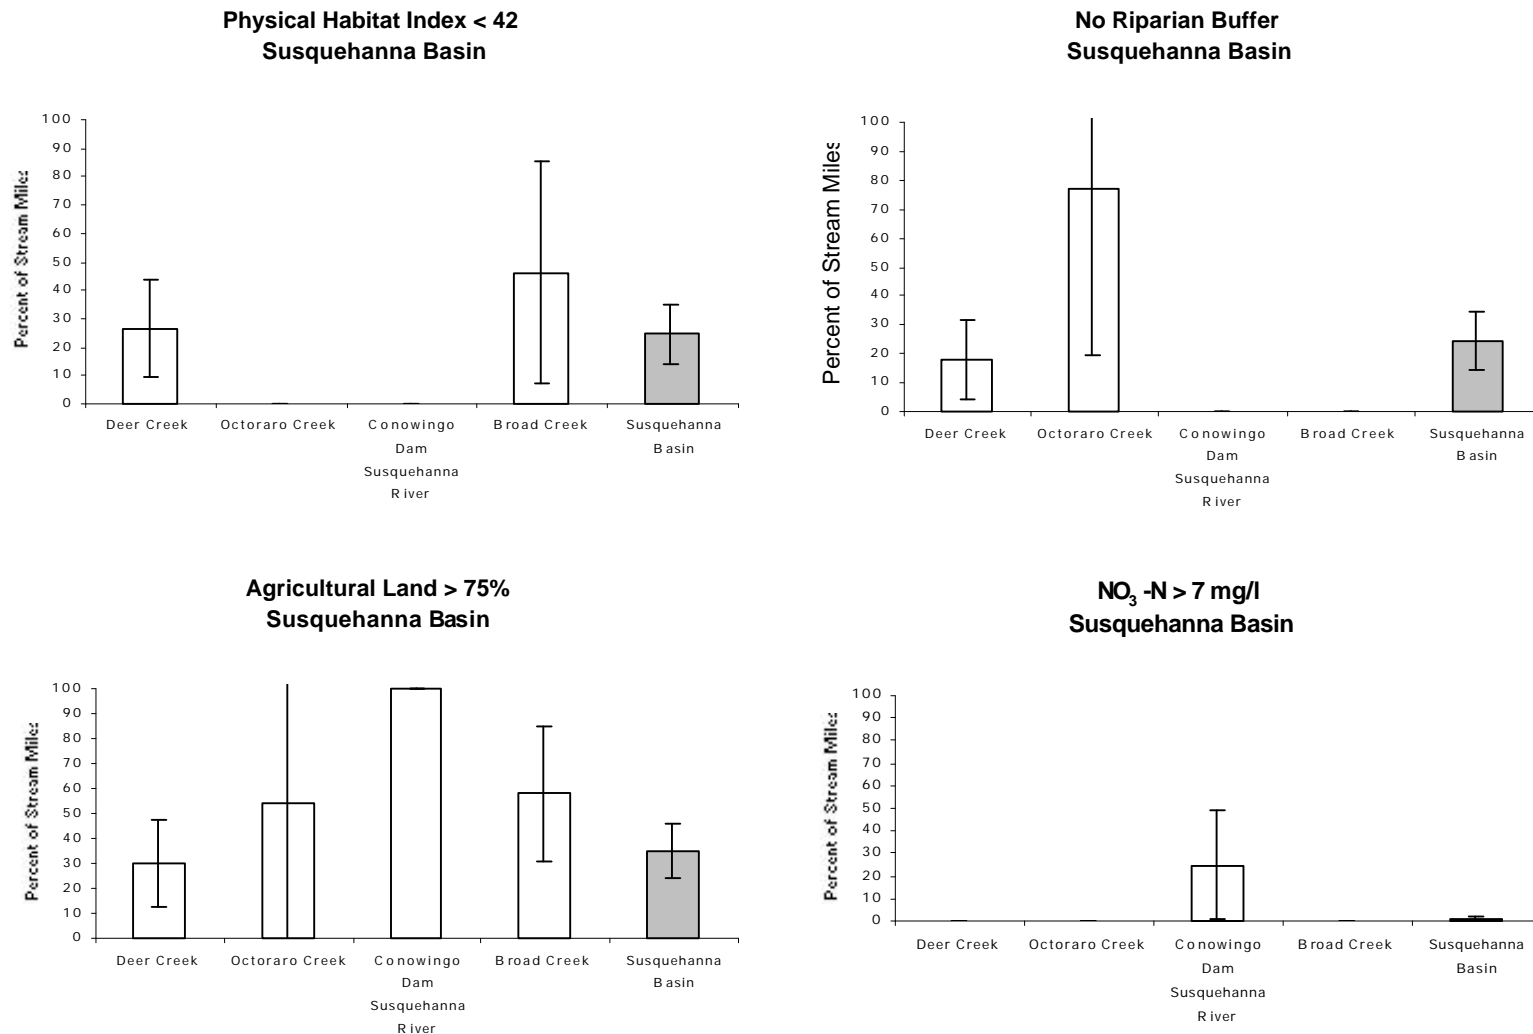 Physical Habitat Index < 42
Susquehanna Basin
Percent of Stream Miles
100
90
80
70
60
50
40
30
20
10
0
Deer Creek
Octoraro Creek
Conowingo
Dam
Susquehanna
River
Broad Creek
Susquehanna
Basin
No Riparian Buffer
Susquehanna Basin
Percent of Stream Miles
100
90
80
70
60
50
40
30
20
10
0
Deer Creek
Octoraro Creek
Conowingo
Dam
Susquehanna
River
Broad Creek
Susquehanna
Basin
Agricultural Land > 75%
Susquehanna Basin
Percent of Stream Miles
100
90
80
70
60
50
40
30
20
10
0
Deer Creek
Octoraro Creek
Conowingo
Dam
Susquehanna
River
Broad Creek
Susquehanna
Basin
NO₃ -N > 7 mg/l
Susquehanna Basin
Percent of Stream Miles
100
90
80
70
60
50
40
30
20
10
0
Deer Creek
Octoraro Creek
Conowingo
Dam
Susquehanna
River
Broad Creek
Susquehanna
Basin